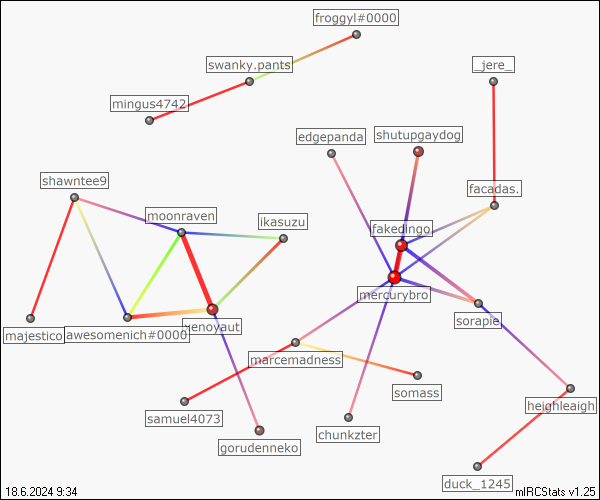 froggyl#0000
swanky.pants
_jere_
mingus4742
edgepanda
shutupgaydog
shawntee9
facadas.
moonraven
ikasuzu
fakedingo
mercurybro
xenoyaut
sorapie
majestico
awesomenich#0000
marcemadness
somass
heighleaigh
samuel4073
chunkzter
gorudenneko
duck_1245
18.6.2024 9:34
mIRCStats v1.25